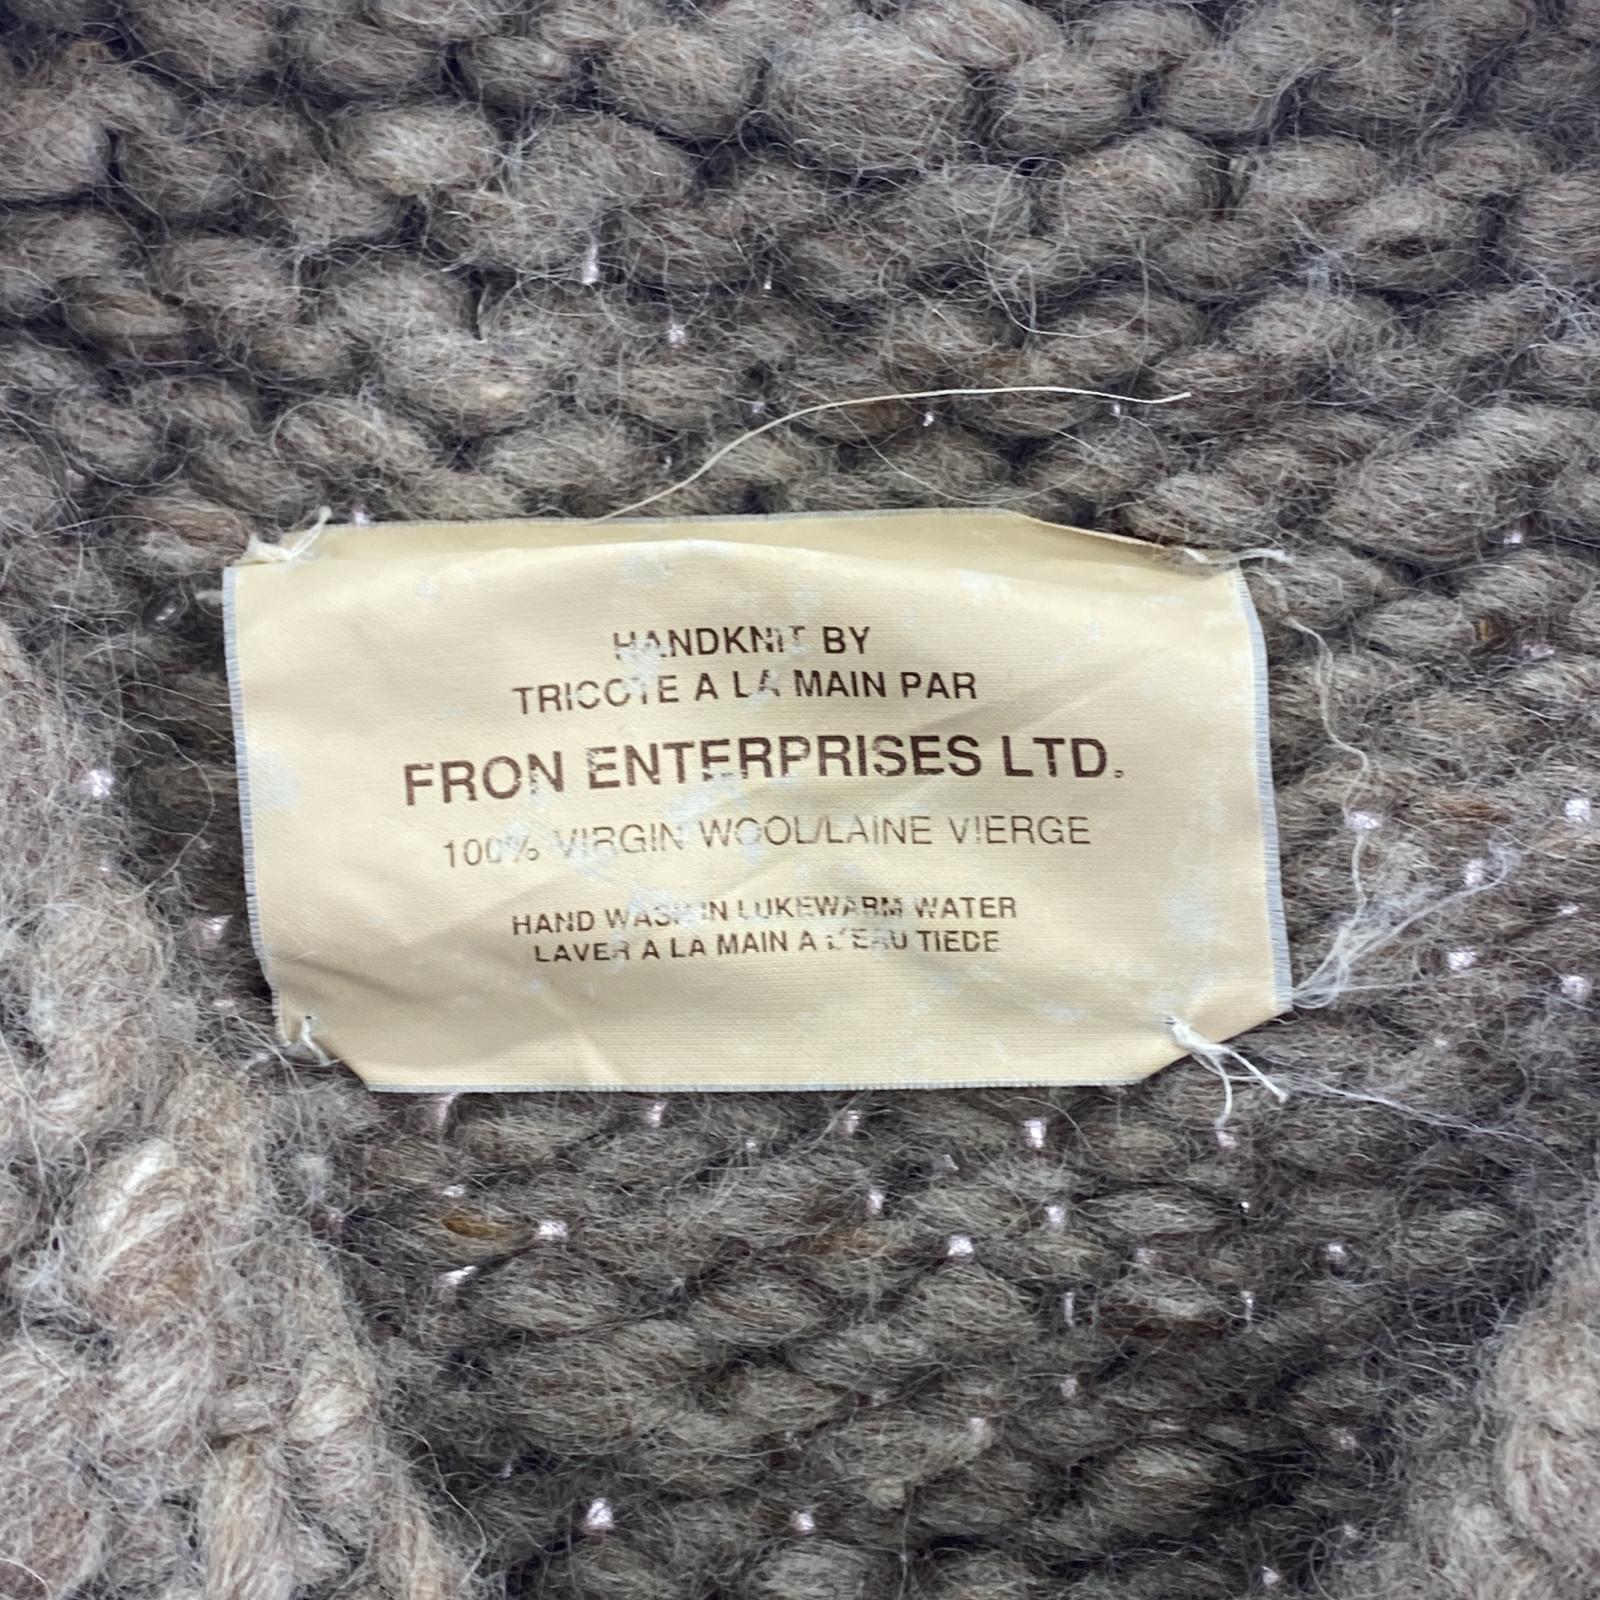 HANDKNIT BY
TRICOTE A LA MAIN PAR
FRON ENTERPRISES LTD.
100% VIRGIN WOOL/LAINE VIERGE
HAND WASH IN LUKEWARM WATER
LAVER A LA MAIN A L'EAU TIEDE